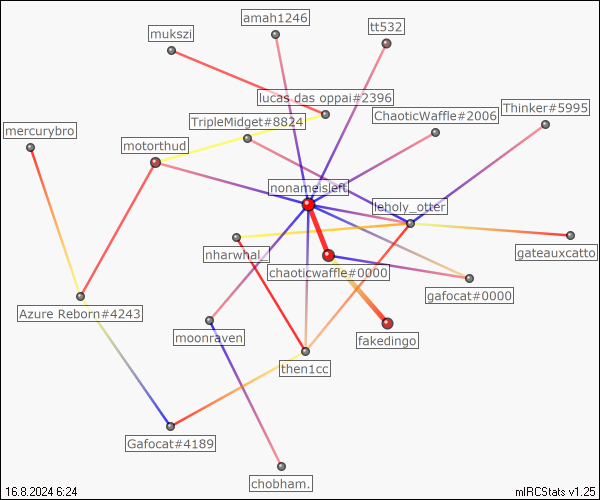 amah1246
tt532
mukszi
lucas das oppai#2396
Thinker#5995
ChaoticWaffle#2006
TripleMidget#8824
mercurybro
motorthud
nonameisleft
leholy_otter
nharwhal_
gateauxcatto
chaoticwaffle#0000
gafocat#0000
Azure Reborn#4243
moonraven
fakedingo
then1cc
Gafocat#4189
chobham.
16.8.2024 6:24
mIRCStats v1.25